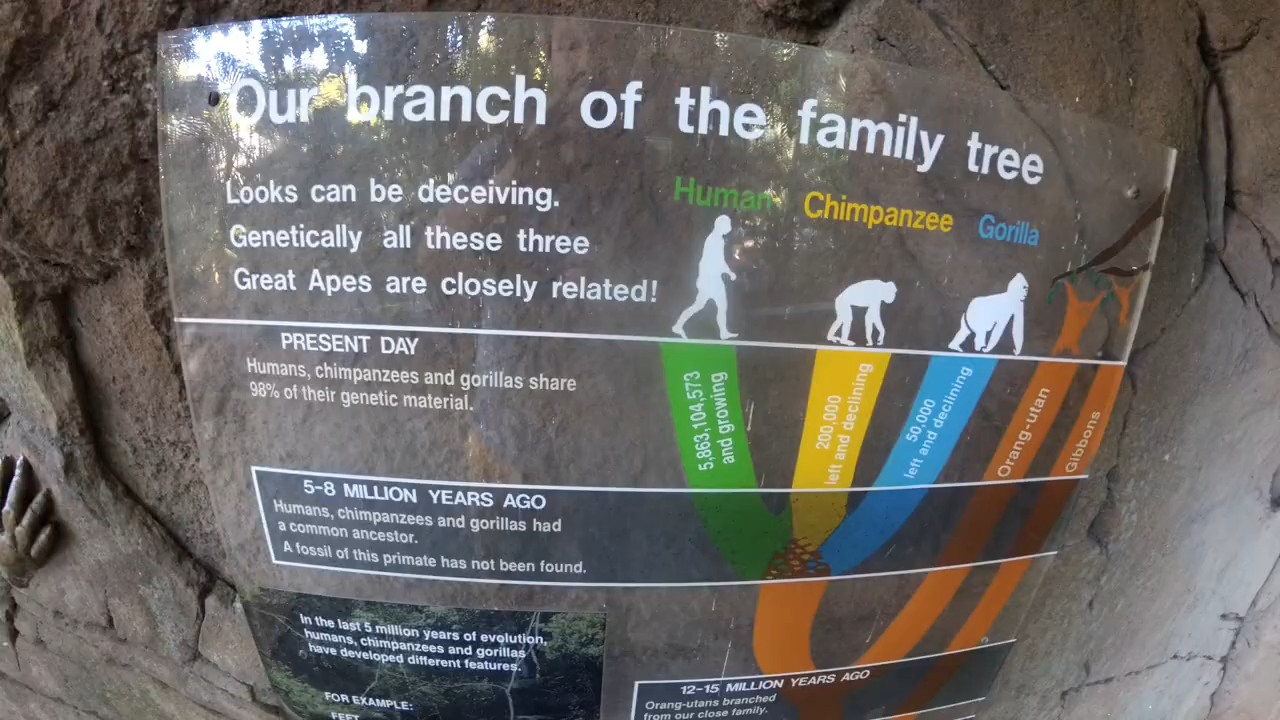 Our branch of the family tree
Looks can be deceiving.
Genetically all these three
Great Apes are closely related!
Human
Chimpanzee
Gorilla
PRESENT DAY
Humans, chimpanzees and gorillas share
98% of their genetic material.
5,863,104,573
and growing
200,000
left and declining
50,000
left and declining
Orang-utan
Gibbons
5-8 MILLION YEARS AGO
Humans, chimpanzees and gorillas had
a common ancestor.
A fossil of this primate has not been found.
In the last 5 million years of evolution,
humans, chimpanzees and gorillas
have developed different features.
FOR EXAMPLE:
FEET
12-15 MILLION YEARS AGO
Orang-utans branched
from our close family.